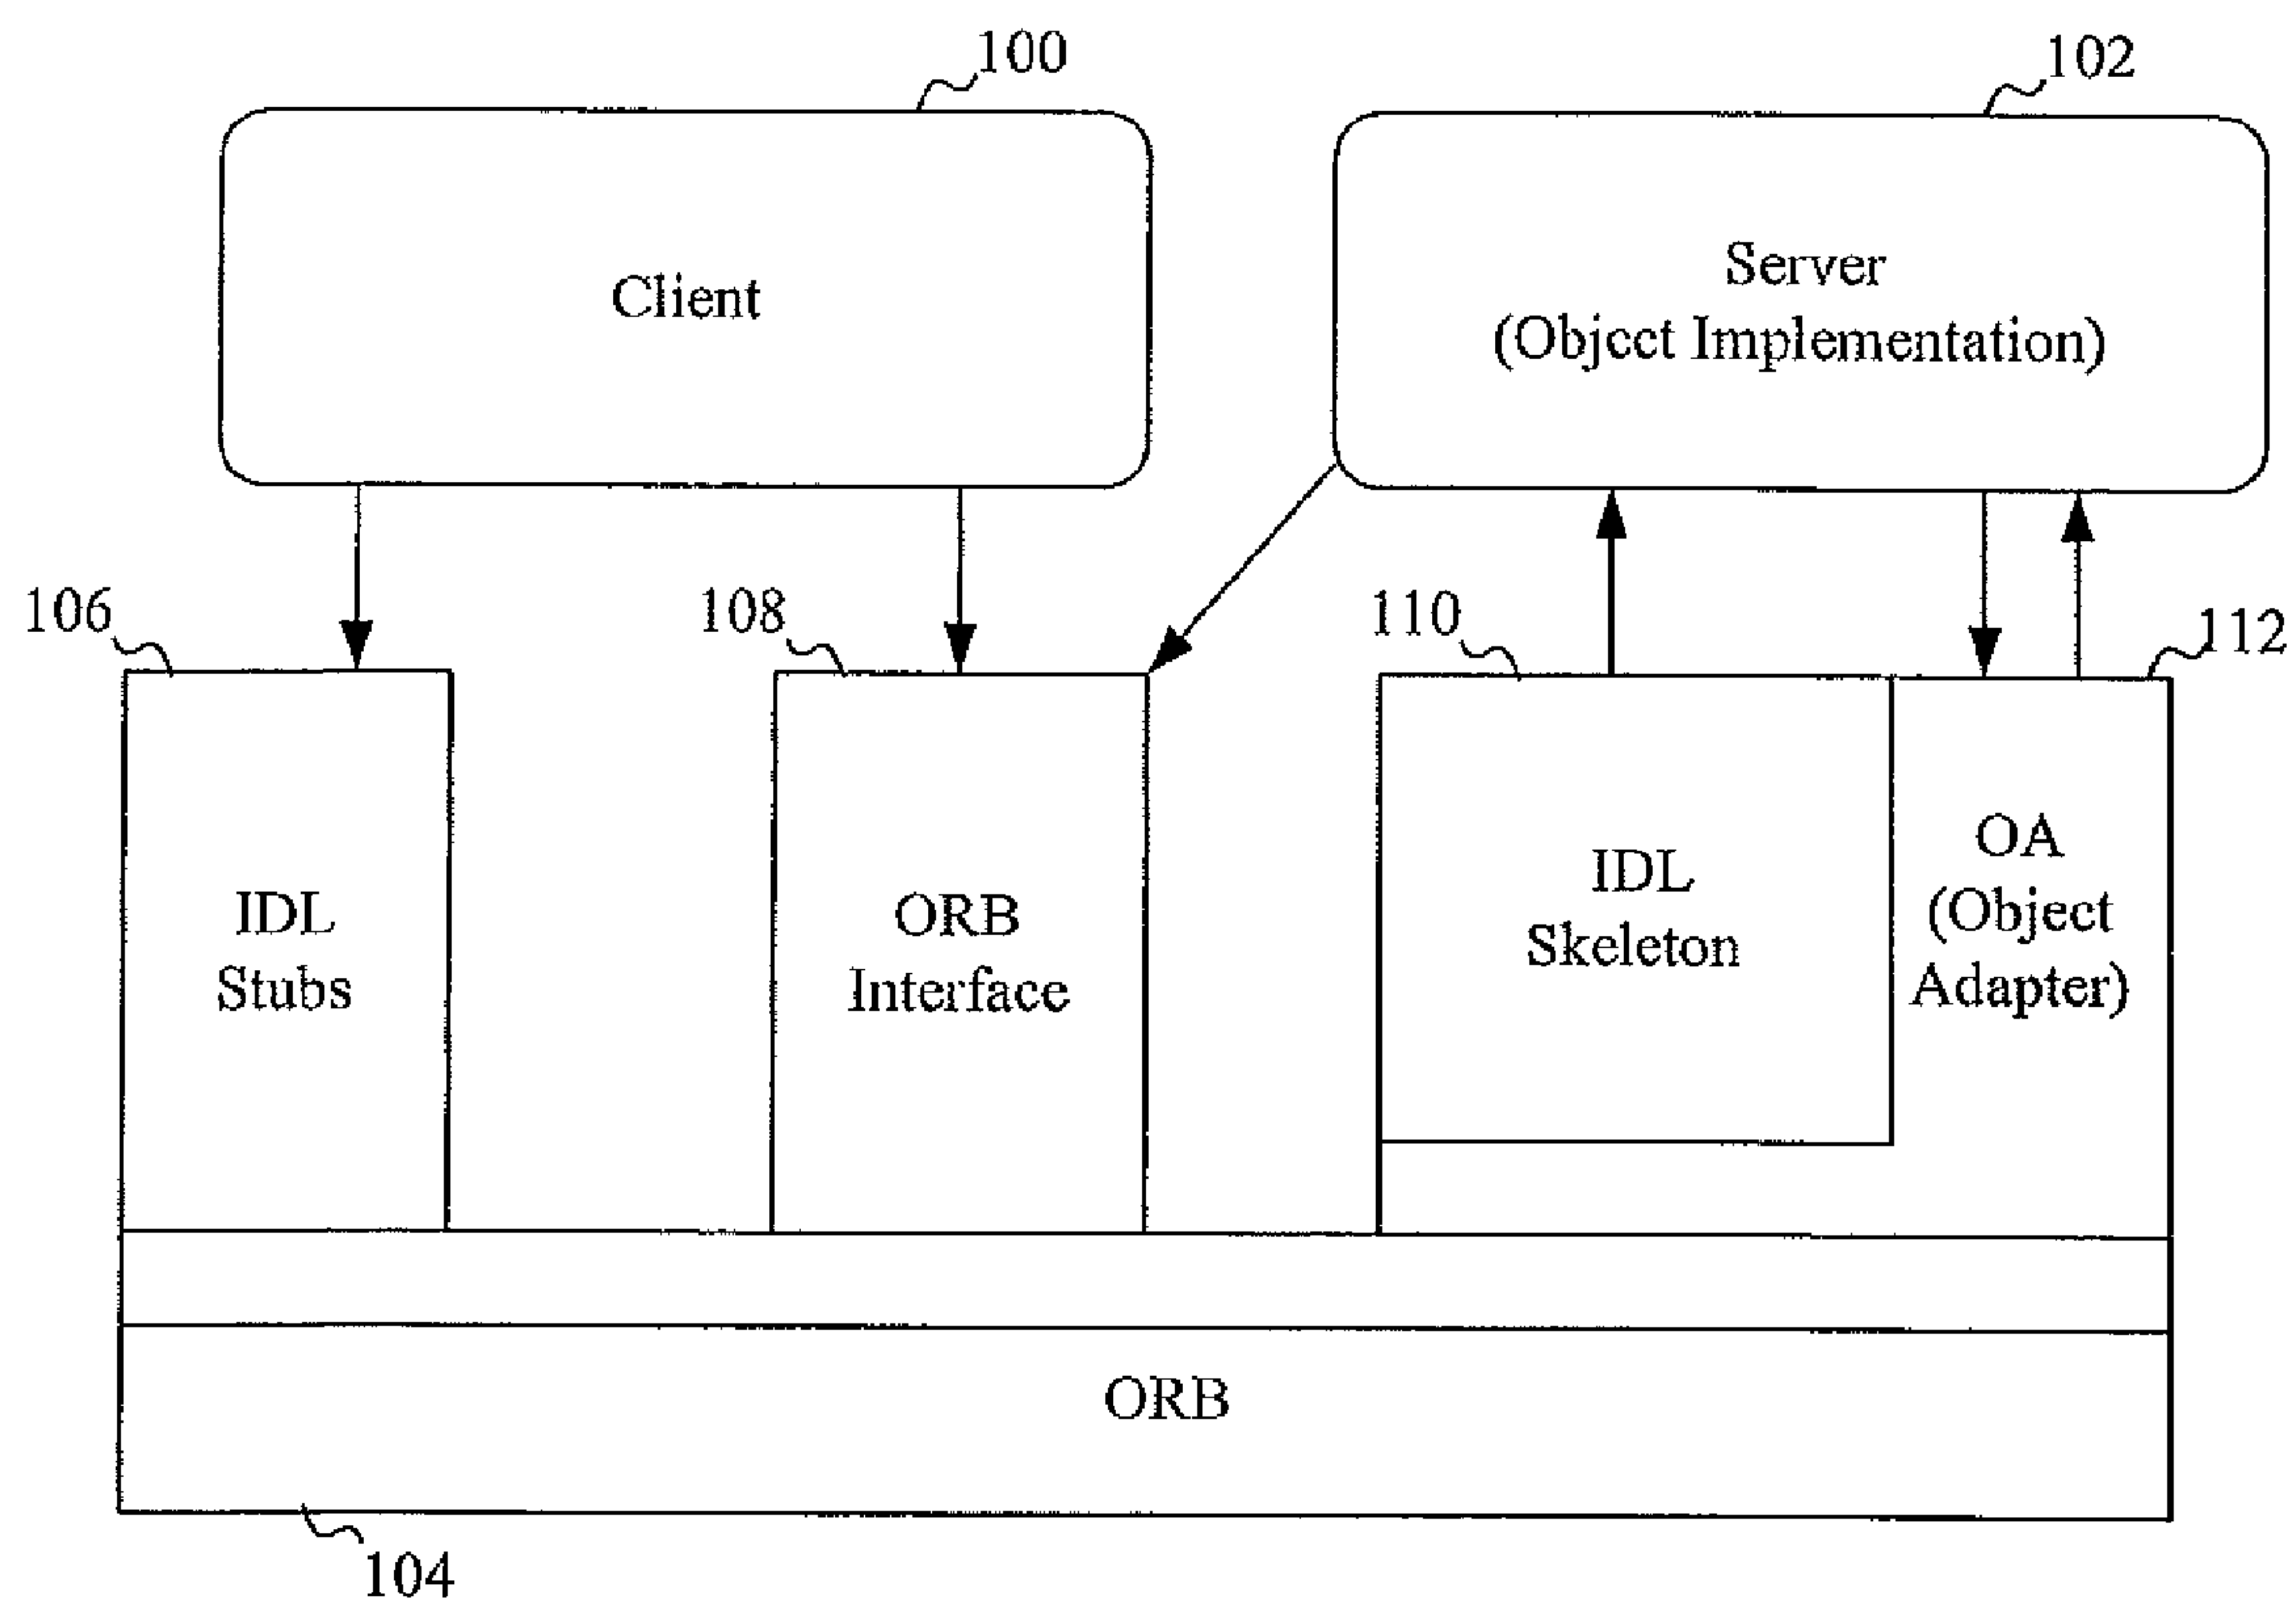 100
102
Client
Server
(Object Implementation)
106
108
110
112
IDL
Stubs
ORB
Interface
IDL
Skeleton
OA
(Object
Adapter)
ORB
104